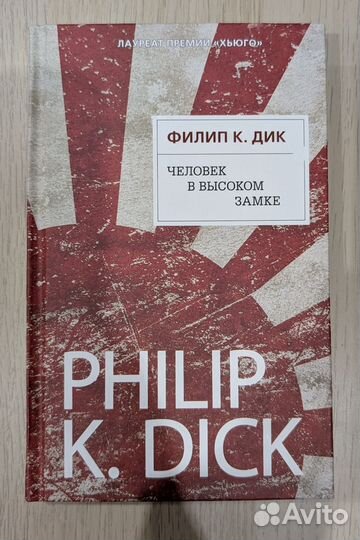 ЛАУРЕАТ ПРЕМИИ «ХЬЮГО»
ФИЛИП К. ДИК
ЧЕЛОВЕК
В ВЫСОКОМ
ЗАМКЕ
PHILIP
K. DICK
Avito